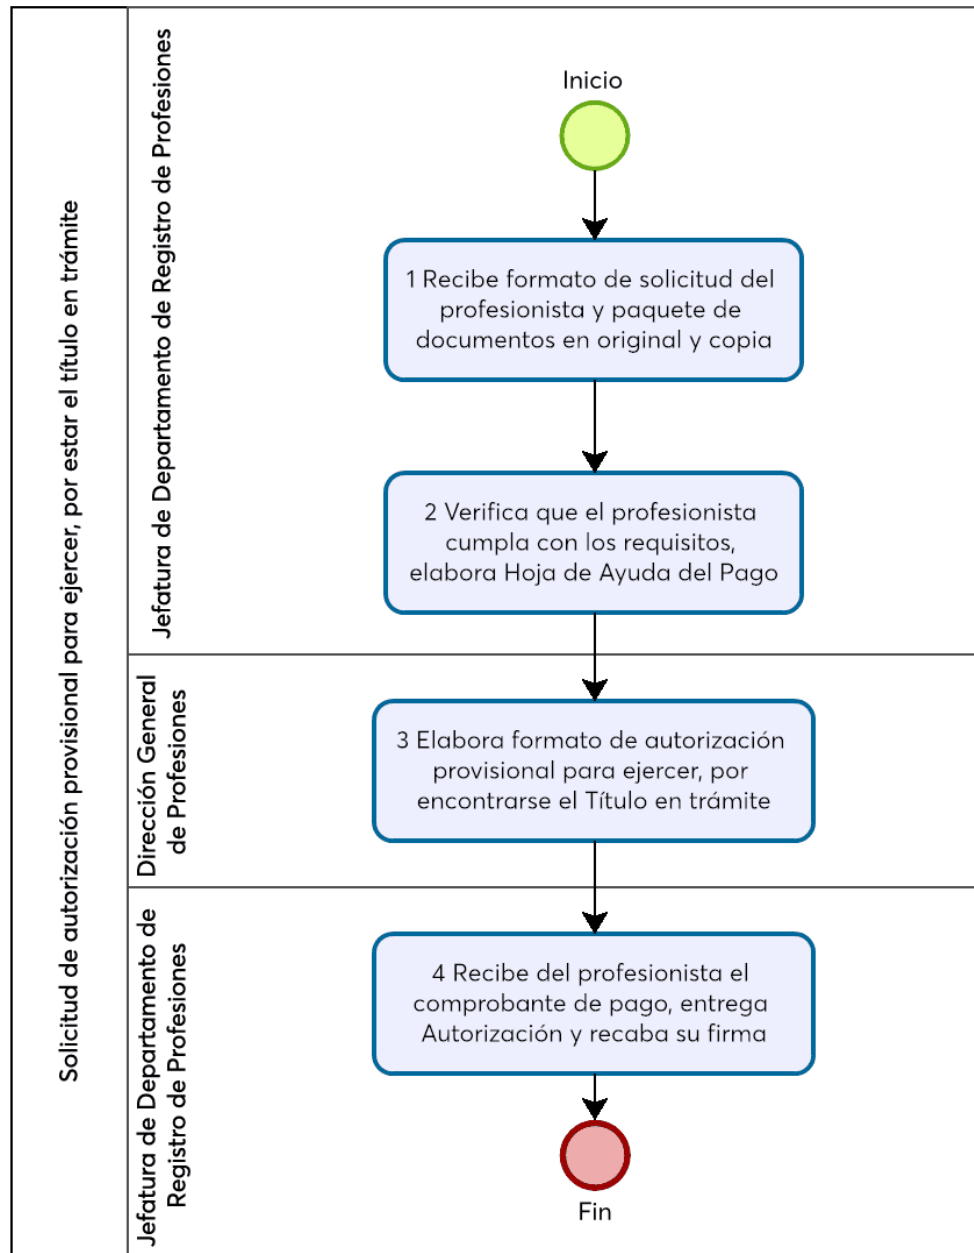 Solicitud de autorización provisional para ejercer, por estar el título en trámite
Jefatura de Departamento de Registro de Profesiones
Inicio
1 Recibe formato de solicitud del
profesionista y paquete de
documentos en original y copia
2 Verifica que el profesionista
cumpla con los requisitos,
elabora Hoja de Ayuda del Pago
Dirección General
de Profesiones
3 Elabora formato de autorización
provisional para ejercer, por
encontrarse el Título en trámite
Jefatura de Departamento de
Registro de Profesiones
4 Recibe del profesionista el
comprobante de pago, entrega
Autorización y recaba su firma
Fin